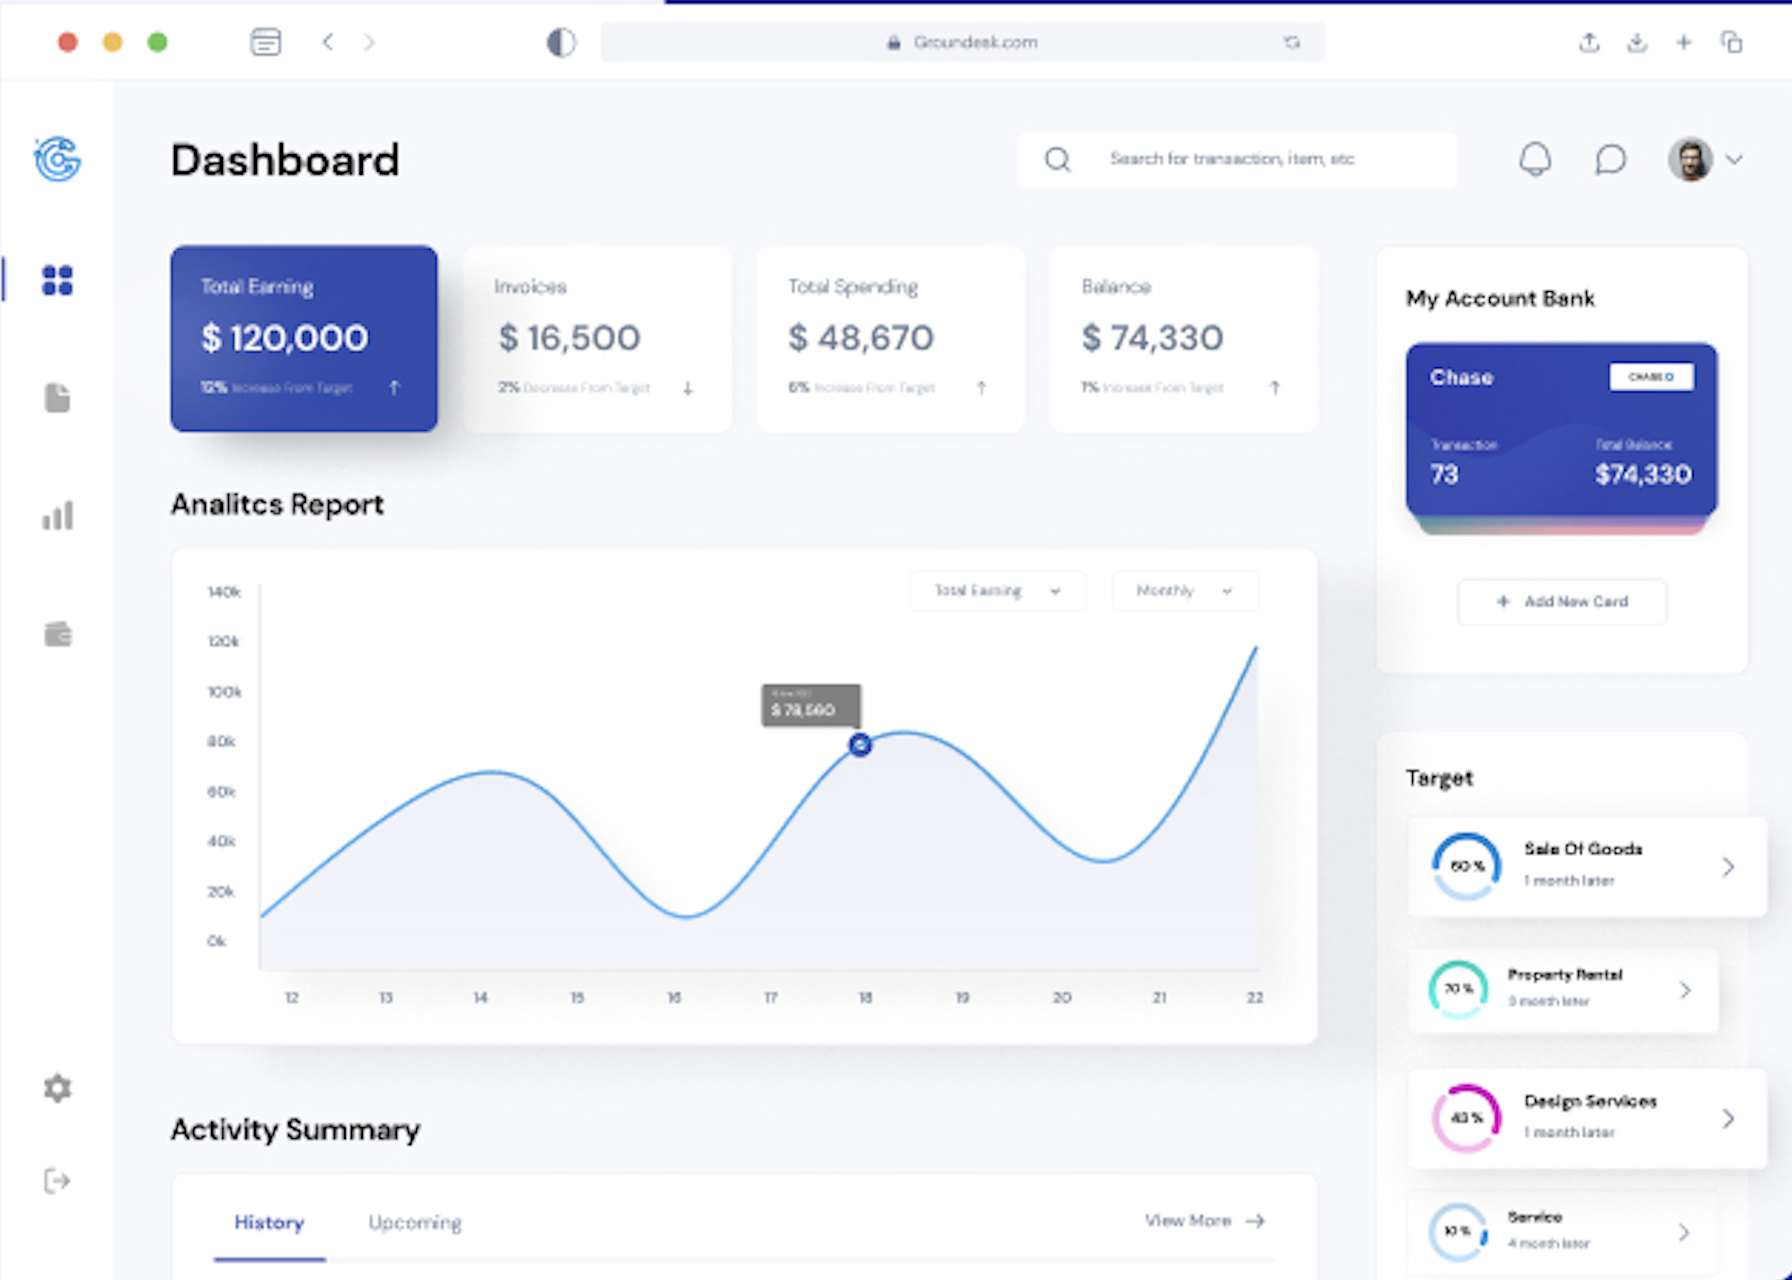 Groundesk.com
Dashboard
Search for transaction, item, etc
Total Earning
$ 120,000
12% Increase From Target
Invoices
$ 16,500
2% Decrease From Target
Total Spending
$ 48,670
6% Increase From Target
Balance
$ 74,330
1% Increase From Target
My Account Bank
Chase
CHASE
Transaction
73
Total Balance
$74,330
+ Add New Card
Analitcs Report
Total Earning
Monthly
140k
120k
100k
80k
60k
40k
20k
0k
$ 78,560
12 13 14 15 16 17 18 19 20 21 22
Target
60 %
Sale Of Goods
1 month later
70 %
Property Rental
3 month later
43 %
Design Services
1 month later
10 %
Service
4 month later
Activity Summary
History
Upcoming
View More